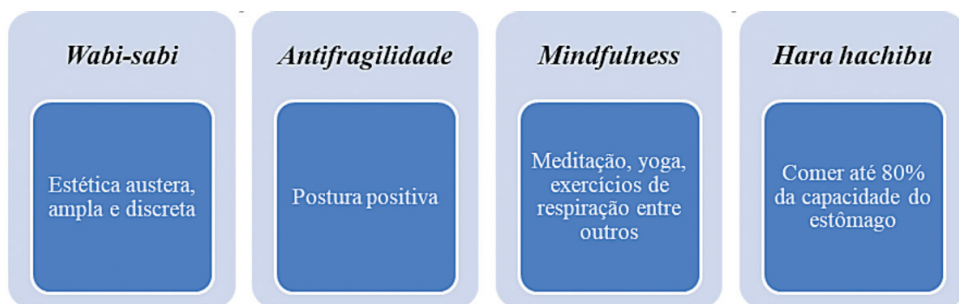 Wabi-sabi
Estética austera,
ampla e discreta
Antifragilidade
Postura positiva
Mindfulness
Meditação, yoga,
exercícios de
respiração entre
outros
Hara hachibu
Comer até 80%
da capacidade do
estômago